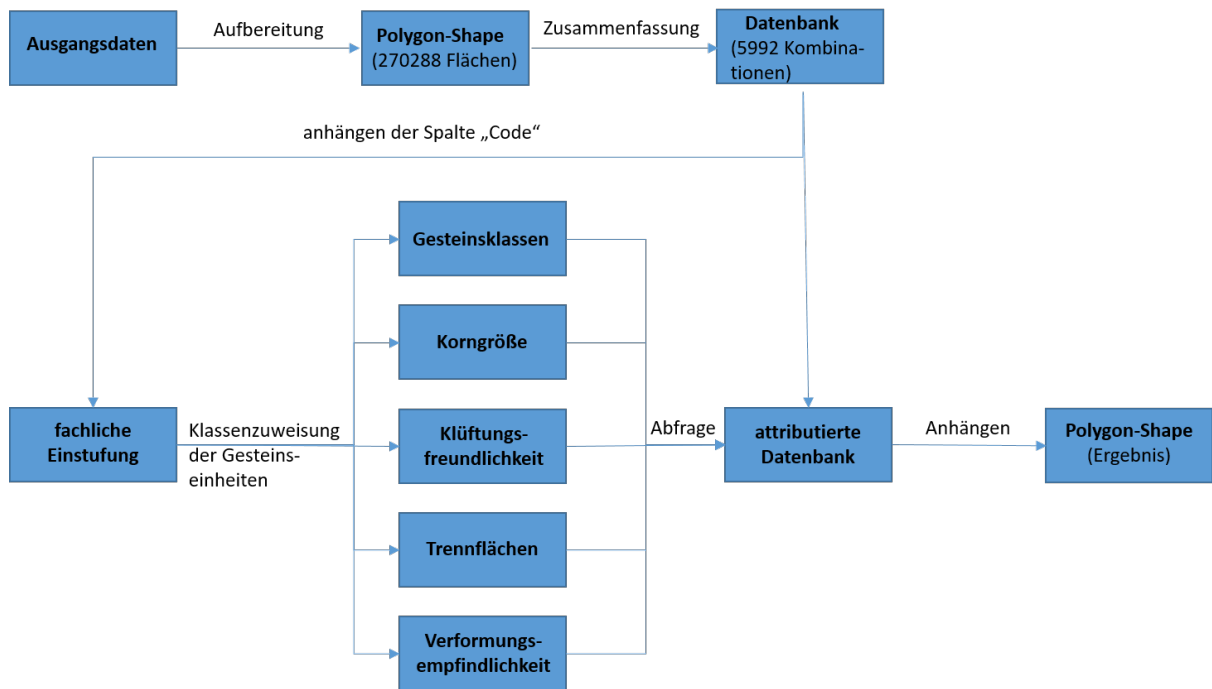 Ausgangsdaten
Aufbereitung
Polygon-Shape
(270288 Flächen)
Zusammenfassung
Datenbank
(5992 Kombina-
tionen)
anhängen der Spalte „Code“
Gesteinsklassen
Korngröße
fachliche
Einstufung
Klassenzuweisung
der Gesteins-
einheiten
Klüftungs-
freundlichkeit
Abfrage
attributierte
Datenbank
Anhängen
Polygon-Shape
(Ergebnis)
Trennflächen
Verformungs-
empfindlichkeit